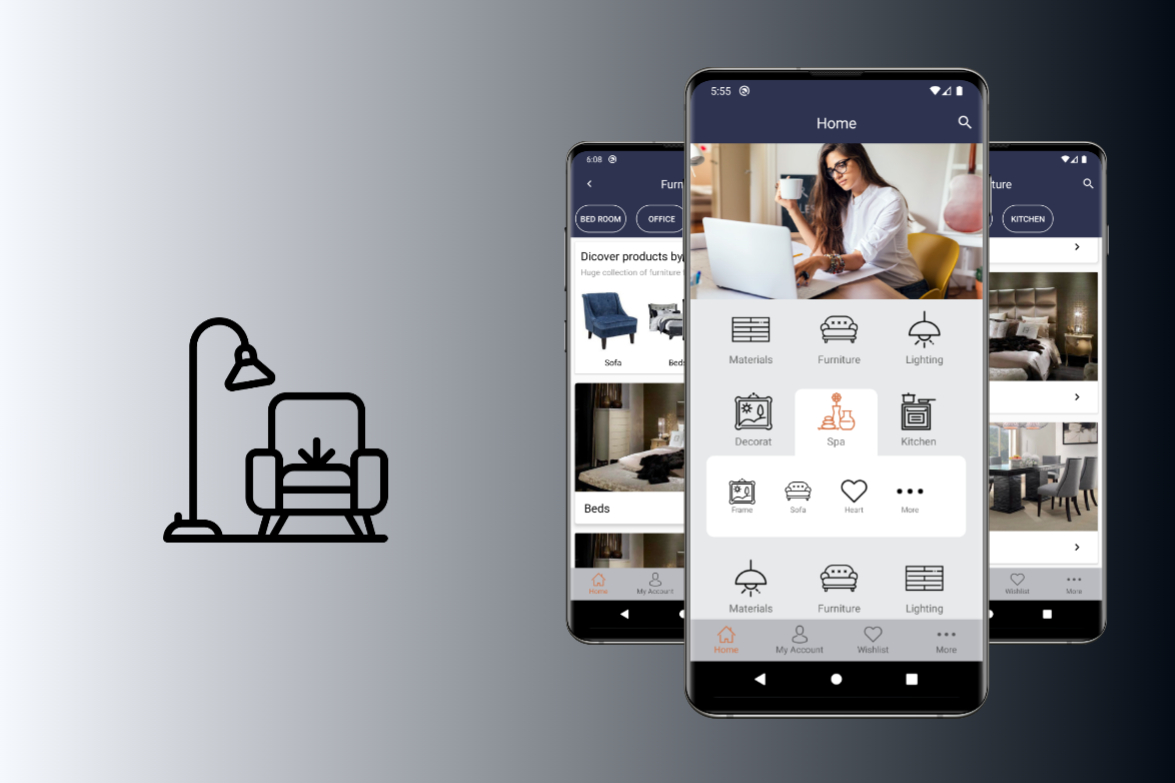 6:08
Furn
BED ROOM
OFFICE
Dicover products by
Huge collection of furniture
Sofa
Beds
Beds
Home
My Account
5:55
Home
Materials
Furniture
Lighting
Decorat
Spa
Kitchen
Frame
Sofa
Heart
More
Materials
Furniture
Lighting
Home
My Account
Wishlist
More
ture
KITCHEN
Wishlist
More